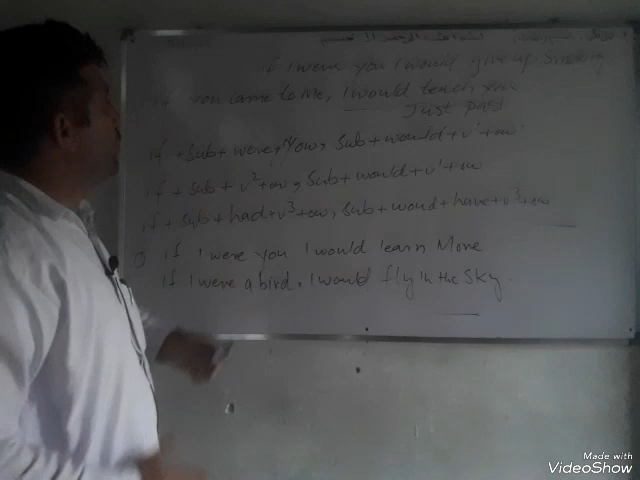 if I were you I would give up smoking
if you came to Me, I would teach you
Just past
if + sub + were + ow, sub + would + v¹ + ow
if + sub + v² + ow, sub + would + v¹ + ow
if + sub + had + v³ + ow, sub + woud + have + v³ + ow
if I were you I would learn More
if I were a bird, I would fly in the Sky.
Made with
VideoShow